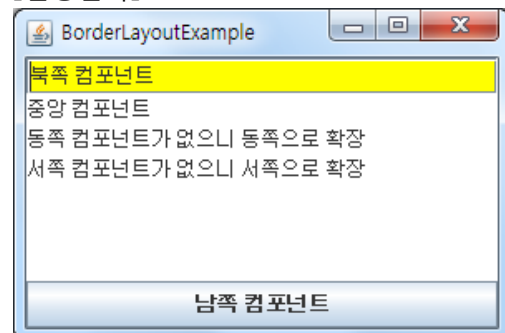 BorderLayoutExample
북쪽 컴포넌트
중앙 컴포넌트
동쪽 컴포넌트가 없으니 동쪽으로 확장
서쪽 컴포넌트가 없으니 서쪽으로 확장
남쪽 컴포넌트